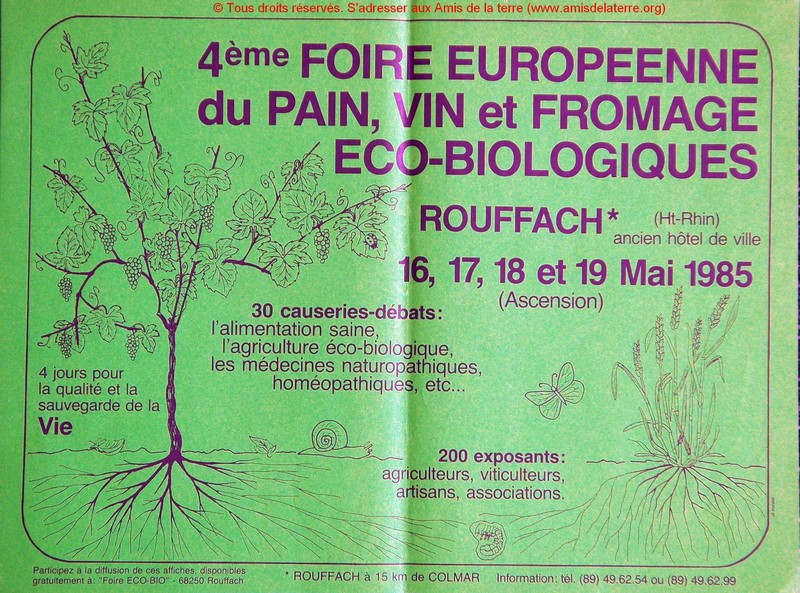 © Tous droits réservés. S'adresser aux Amis de la terre (www.amisdelaterre.org)
4ème FOIRE EUROPEENNE
du PAIN, VIN et FROMAGE
ECO-BIOLOGIQUES
ROUFFACH* (Ht-Rhin)
ancien hôtel de ville
16, 17, 18 et 19 Mai 1985
(Ascension)
30 causeries-débats:
l'alimentation saine,
l'agriculture éco-biologique,
les médecines naturopathiques,
homéopathiques, etc...
4 jours pour
la qualité et la
sauvegarde de la
Vie
200 exposants:
agriculteurs, viticulteurs,
artisans, associations.
Participez à la diffusion de ces affiches, disponibles
gratuitement à: "Foire ECO-BIO" - 68250 Rouffach
* ROUFFACH à 15 km de COLMAR Information: tél. (89) 49.62.54 ou (89) 49.62.99